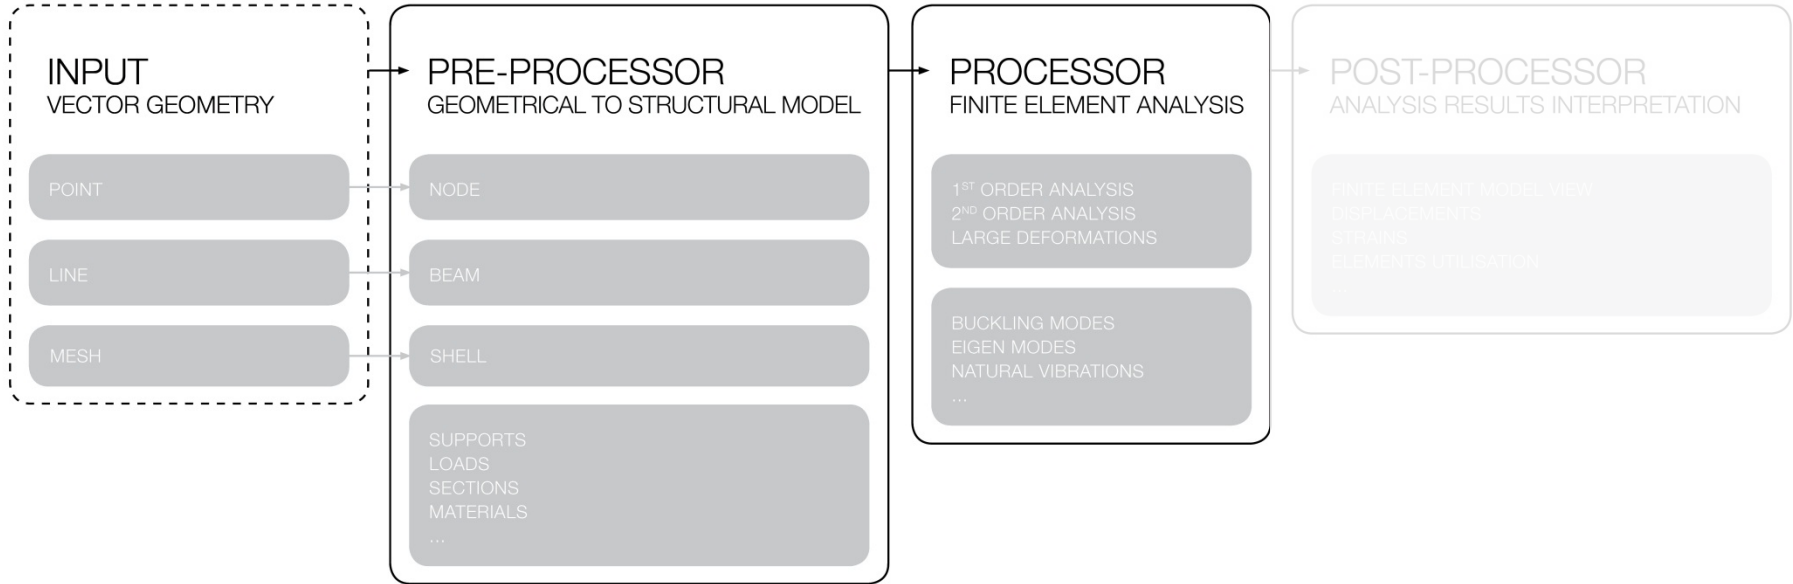 INPUT
VECTOR GEOMETRY
POINT
LINE
MESH
PRE-PROCESSOR
GEOMETRICAL TO STRUCTURAL MODEL
NODE
BEAM
SHELL
SUPPORTS
LOADS
SECTIONS
MATERIALS
...
PROCESSOR
FINITE ELEMENT ANALYSIS
1ST ORDER ANALYSIS
2ND ORDER ANALYSIS
LARGE DEFORMATIONS
BUCKLING MODES
EIGEN MODES
NATURAL VIBRATIONS
...
POST-PROCESSOR
ANALYSIS RESULTS INTERPRETATION
FINITE ELEMENT MODEL VIEW
DISPLACEMENTS
STRAINS
ELEMENTS UTILISATION